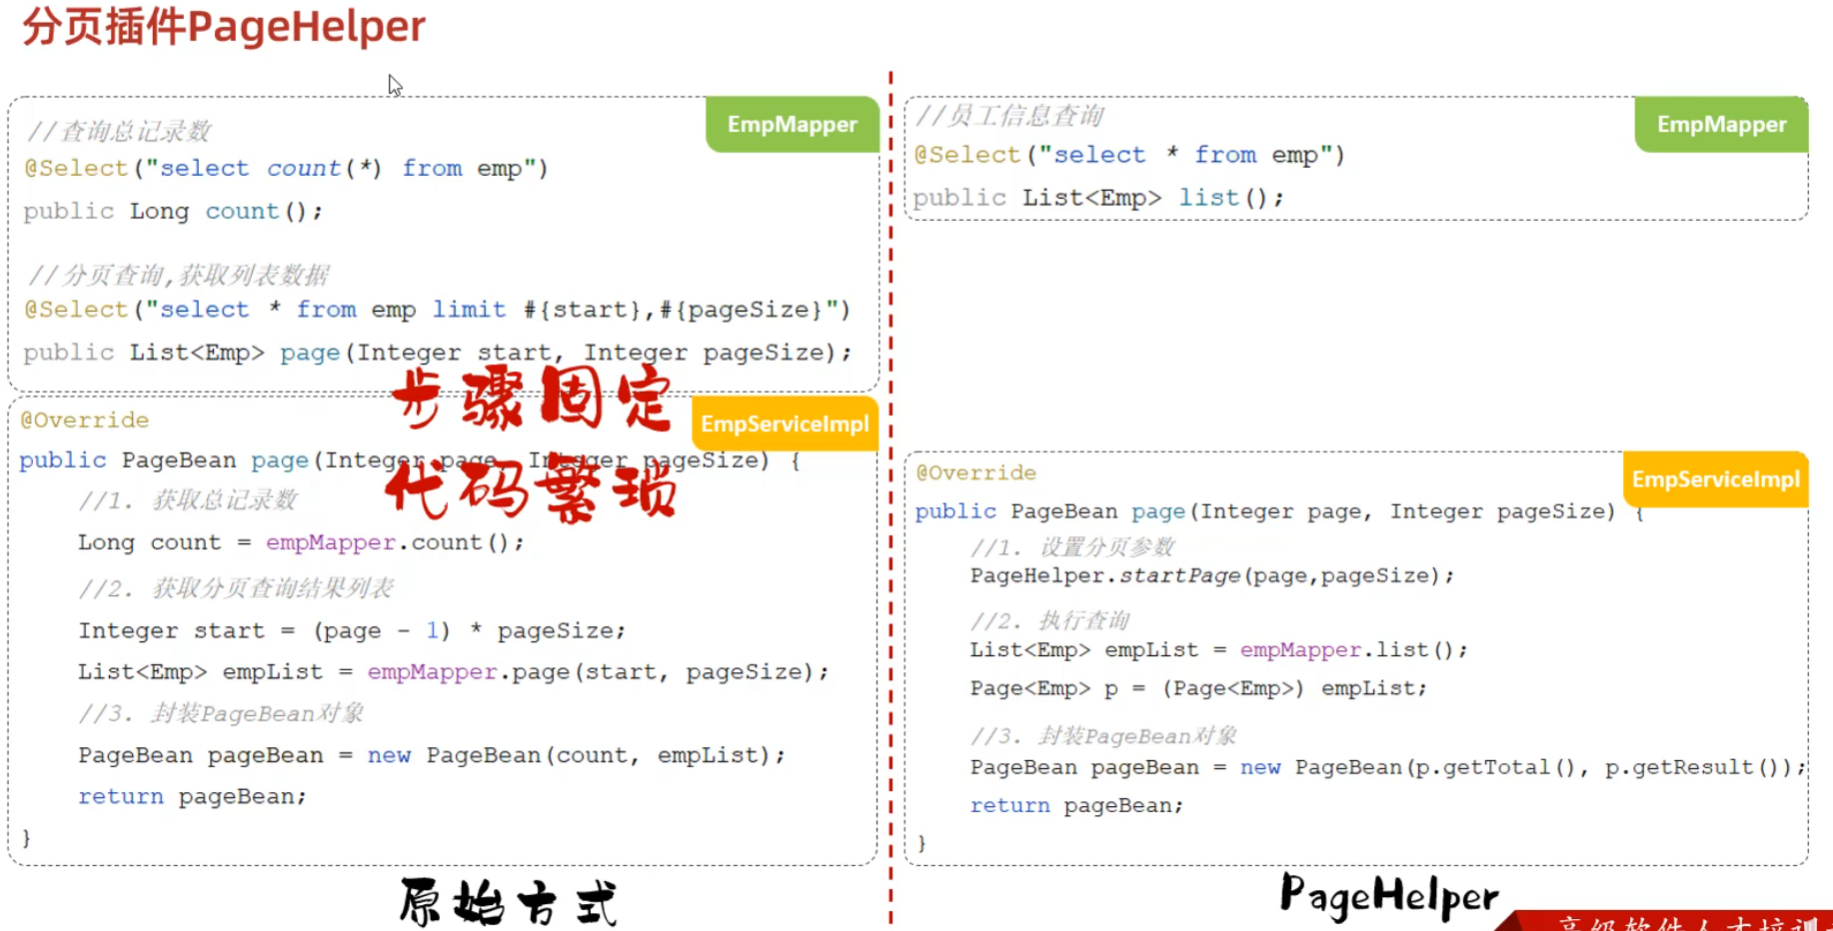 分页插件PageHelper
//查询总记录数
EmpMapper
@Select("select count(*) from emp")
public Long count();
//分页查询,获取列表数据
@Select("select * from emp limit #{start},#{pageSize}")
public List<Emp> page(Integer start, Integer pageSize);
步骤固定
代码繁琐
@Override
EmpServiceImpl
public PageBean page(Integer page, Integer pageSize) {
//1. 获取总记录数
Long count = empMapper.count();
//2. 获取分页查询结果列表
Integer start = (page - 1) * pageSize;
List<Emp> empList = empMapper.page(start, pageSize);
//3. 封装PageBean对象
PageBean pageBean = new PageBean(count, empList);
return pageBean;
}
原始方式
//员工信息查询
EmpMapper
@Select("select * from emp")
public List<Emp> list();
@Override
EmpServiceImpl
public PageBean page(Integer page, Integer pageSize) {
//1. 设置分页参数
PageHelper.startPage(page,pageSize);
//2. 执行查询
List<Emp> empList = empMapper.list();
Page<Emp> p = (Page<Emp>) empList;
//3. 封装PageBean对象
PageBean pageBean = new PageBean(p.getTotal(), p.getResult());
return pageBean;
}
PageHelper
高级软件人才培训